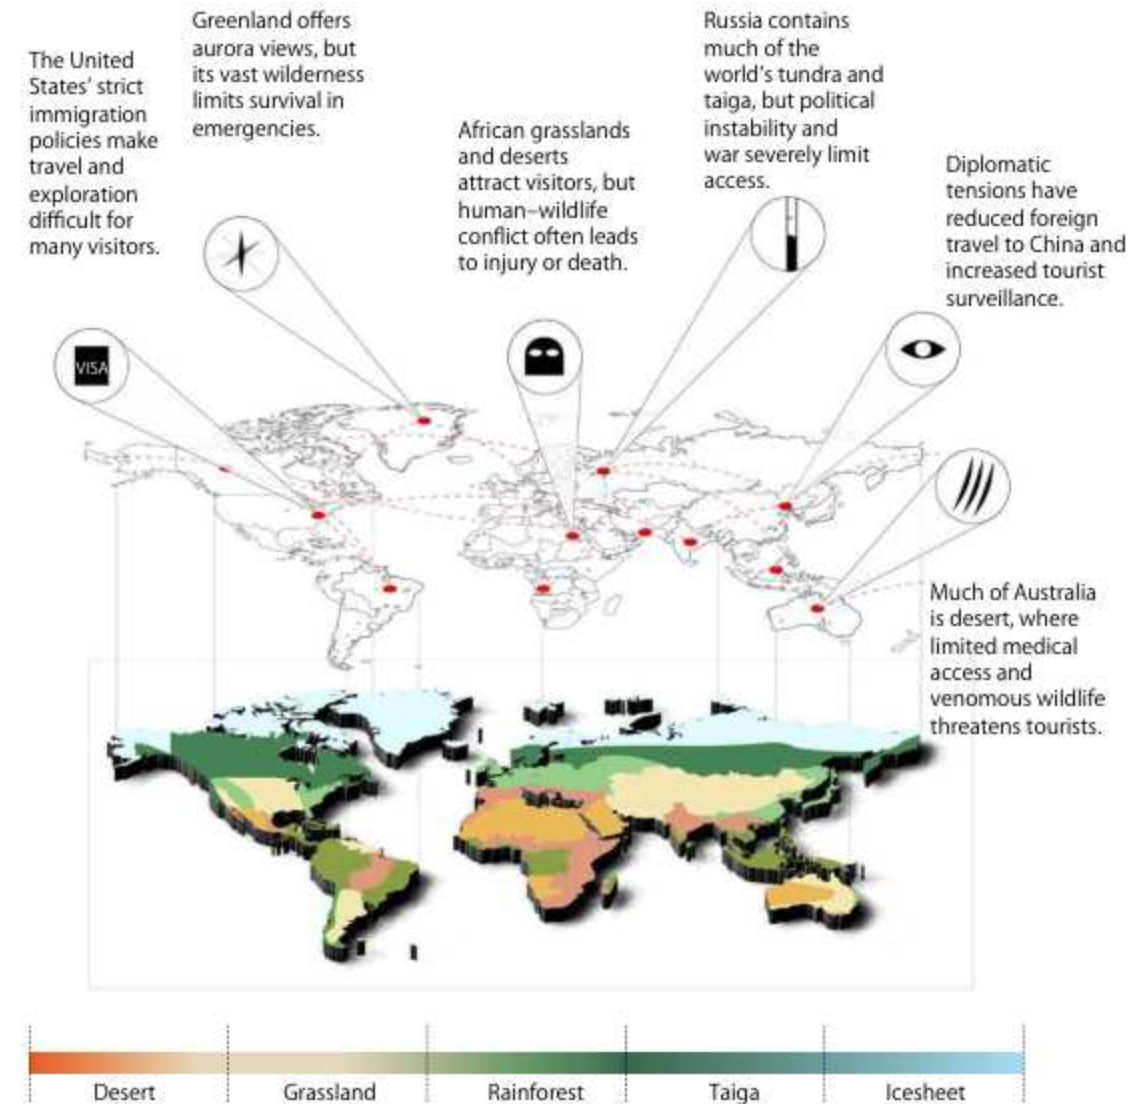 The United
States’ strict
immigration
policies make
travel and
exploration
difficult for
many visitors.
Greenland offers
aurora views, but
its vast wilderness
limits survival in
emergencies.
African grasslands
and deserts
attract visitors, but
human–wildlife
conflict often leads
to injury or death.
Russia contains
much of the
world’s tundra and
taiga, but political
instability and
war severely limit
access.
Diplomatic
tensions have
reduced foreign
travel to China and
increased tourist
surveillance.
VISA
Much of Australia
is desert, where
limited medical
access and
venomous wildlife
threatens tourists.
Desert
Grassland
Rainforest
Taiga
Icesheet